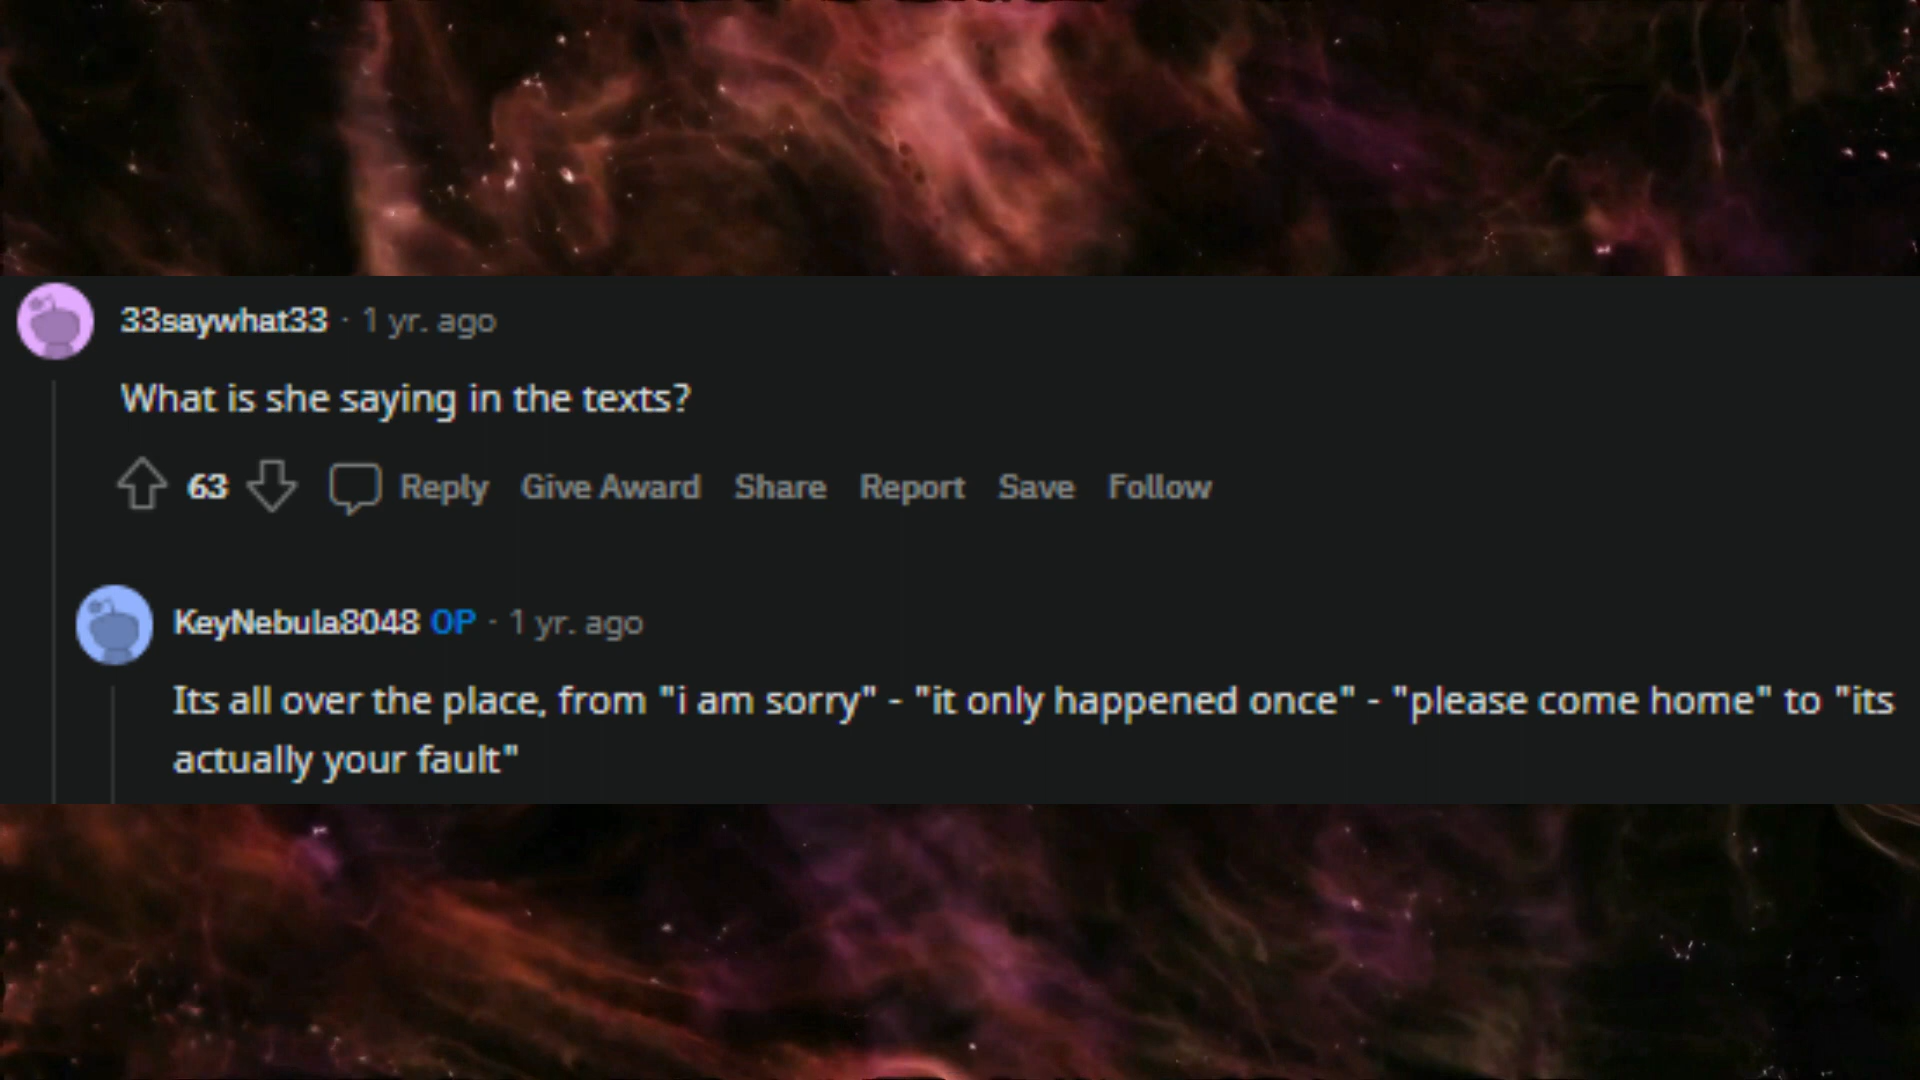 33saywhat33 · 1 yr. ago
What is she saying in the texts?
63 Reply Give Award Share Report Save Follow
KeyNebula8048 OP · 1 yr. ago
Its all over the place, from "i am sorry" - "it only happened once" - "please come home" to "its
actually your fault"